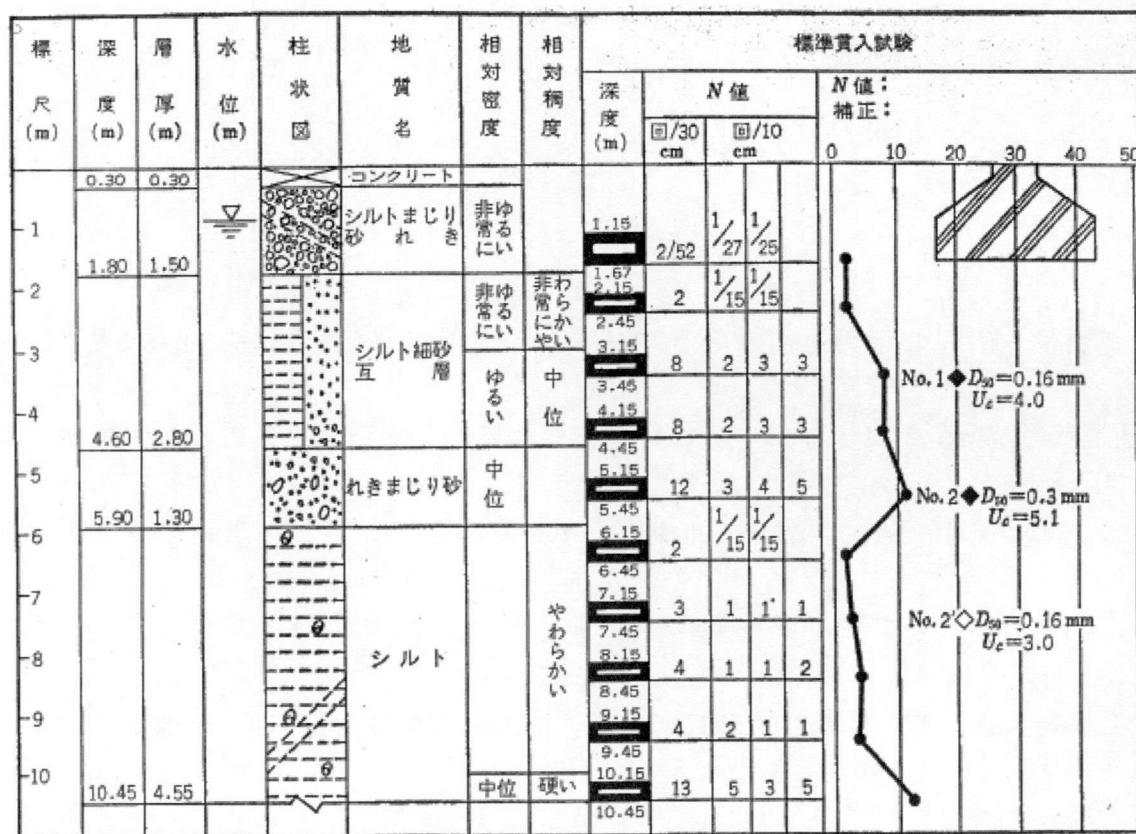 標尺(m) 深度(m) 層厚(m) 水位(m) 柱状図 地質名 相対密度 相対稠度 標準貫入試験
深度(m) N値 N値:
補正:
回/30cm 回/10cm 0 10 20 30 40 50
コンクリート
0.30 0.30
シルトまじり
砂れき
非常にゆるい
1 1.15
2/52 1/27 1/25
1.80 1.50 1.67
2 2.15
非常にゆるい 非常にやわらかい
2 1/15 1/15
2.45
3 3.15
シルト細砂
互層
ゆるい 中位
8 2 3 3
No.1 D50=0.16mm
Uc=4.0
3.45
4 4.15
8 2 3 3
4.60 2.80 4.45
5 5.15
れきまじり砂 中位
12 3 4 5
No.2 D50=0.3mm
Uc=5.1
5.90 1.30 5.45
6 6.15
2 1/15 1/15
6.45
7 7.15
3 1 1 1
No.2' D50=0.16mm
Uc=3.0
7.45
シルト やわらかい
8 8.15
4 1 1 2
8.45
9 9.15
4 2 1 1
9.45
10 10.15
中位 硬い
13 5 3 5
10.45 4.55 10.45